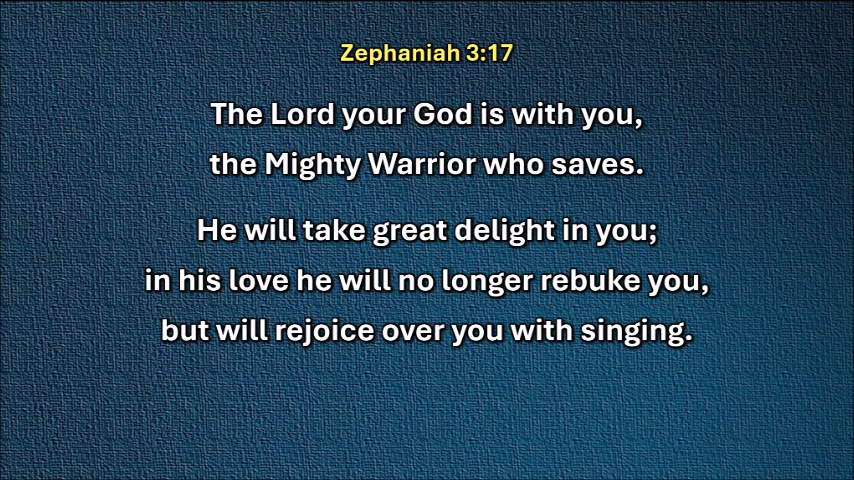 Zephaniah 3:17
The Lord your God is with you,
the Mighty Warrior who saves.
He will take great delight in you;
in his love he will no longer rebuke you,
but will rejoice over you with singing.